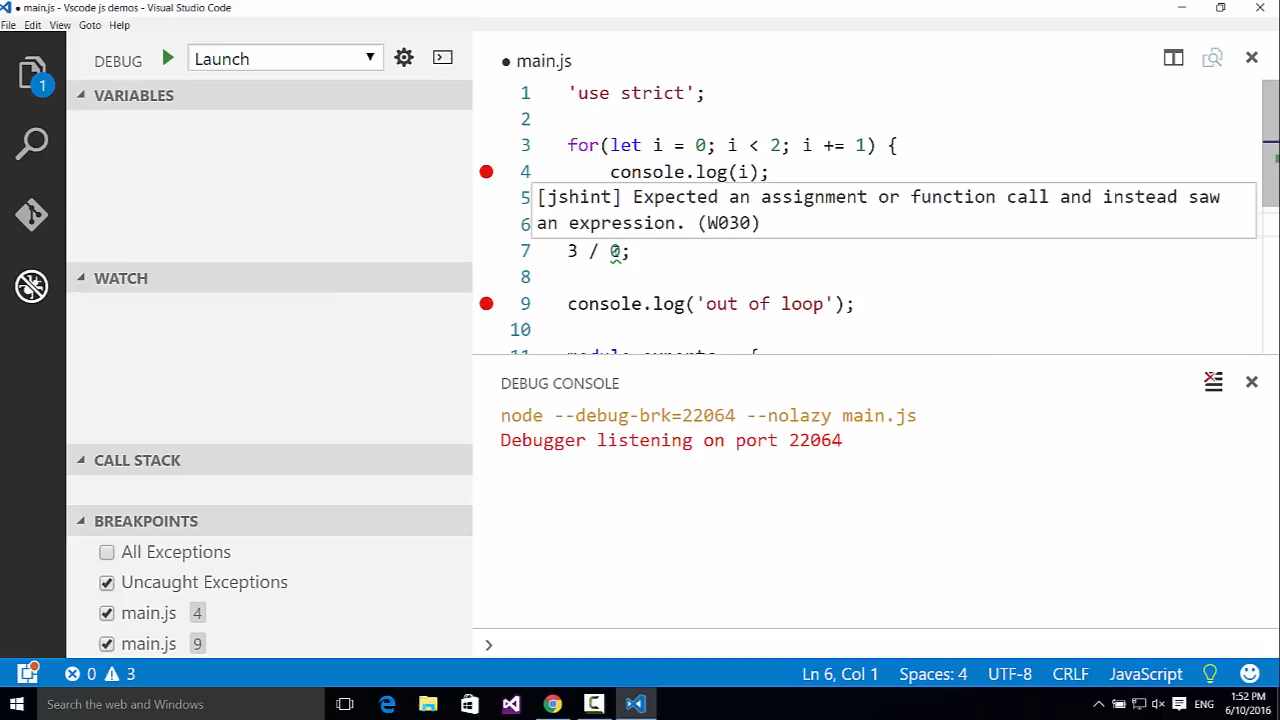 ● main.js - Vscode js demos - Visual Studio Code
File Edit View Goto Help
1
DEBUG Launch
VARIABLES
WATCH
CALL STACK
BREAKPOINTS
All Exceptions
Uncaught Exceptions
main.js 4
main.js 9
● main.js
1 'use strict';
2
3 for(let i = 0; i < 2; i += 1) {
4 console.log(i);
5 [jshint] Expected an assignment or function call and instead saw
6 an expression. (W030)
7 3 / 0;
8
9 console.log('out of loop');
10
11 module.exports = {
DEBUG CONSOLE
node --debug-brk=22064 --nolazy main.js
Debugger listening on port 22064
0 3 Ln 6, Col 1 Spaces: 4 UTF-8 CRLF JavaScript
Search the web and Windows
ENG
1:52 PM
6/10/2016